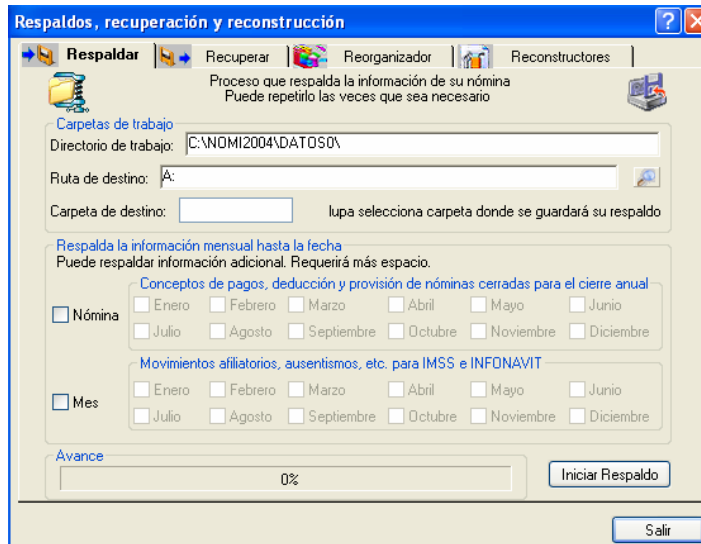 Respaldos, recuperación y reconstrucción
Respaldar Recuperar Reorganizador Reconstructores
Proceso que respalda la información de su nómina
Puede repetirlo las veces que sea necesario
Carpetas de trabajo
Directorio de trabajo: C:\NOMI2004\DATOS0\
Ruta de destino: A:
Carpeta de destino: lupa selecciona carpeta donde se guardará su respaldo
Respalda la información mensual hasta la fecha
Puede respaldar información adicional. Requerirá más espacio.
Conceptos de pagos, deducción y provisión de nóminas cerradas para el cierre anual
Nómina
Enero Febrero Marzo Abril Mayo Junio
Julio Agosto Septiembre Octubre Noviembre Diciembre
Movimientos afiliatorios, ausentismos, etc. para IMSS e INFONAVIT
Mes
Enero Febrero Marzo Abril Mayo Junio
Julio Agosto Septiembre Octubre Noviembre Diciembre
Avance
0%
Iniciar Respaldo
Salir